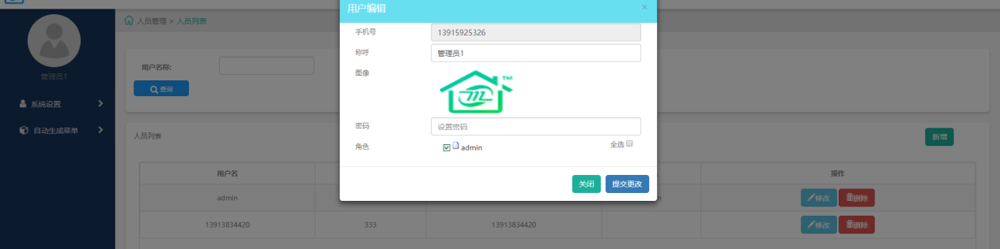 用户编辑 ×
人员管理 > 人员列表
手机号 13915925326
称呼 管理员1
图像
TM
密码 设置密码
角色 admin 全选
关闭 提交更改
管理员1
系统设置
自动生成菜单
用户名称:
查询
人员列表 新增
用户名 操作
admin n 修改 删除
13913834420 333 13913834420 修改 删除